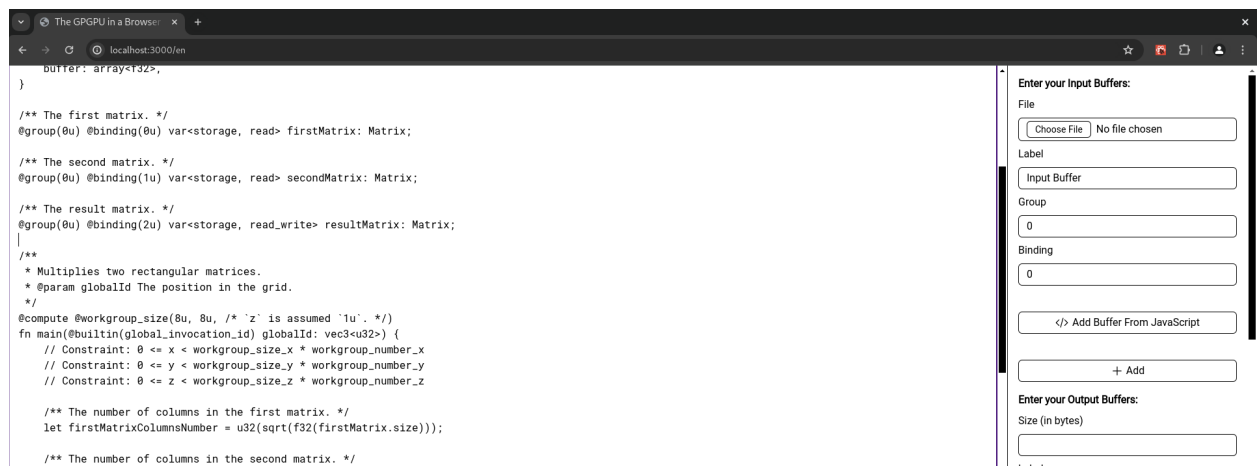 The GPGPU in a Browser
localhost:3000/en
buffer: array<f32>,
}
/** The first matrix. */
@group(0u) @binding(0u) var<storage, read> firstMatrix: Matrix;
/** The second matrix. */
@group(0u) @binding(1u) var<storage, read> secondMatrix: Matrix;
/** The result matrix. */
@group(0u) @binding(2u) var<storage, read_write> resultMatrix: Matrix;
/**
 * Multiplies two rectangular matrices.
 * @param globalId The position in the grid.
 */
@compute @workgroup_size(8u, 8u, /* `z` is assumed `1u`. */)
fn main(@builtin(global_invocation_id) globalId: vec3<u32>) {
    // Constraint: 0 <= x < workgroup_size_x * workgroup_number_x
    // Constraint: 0 <= y < workgroup_size_y * workgroup_number_y
    // Constraint: 0 <= z < workgroup_size_z * workgroup_number_z
    /** The number of columns in the first matrix. */
    let firstMatrixColumnsNumber = u32(sqrt(f32(firstMatrix.size)));
    /** The number of columns in the second matrix. */
Enter your Input Buffers:
File
Choose File No file chosen
Label
Input Buffer
Group
0
Binding
0
</> Add Buffer From JavaScript
+ Add
Enter your Output Buffers:
Size (in bytes)